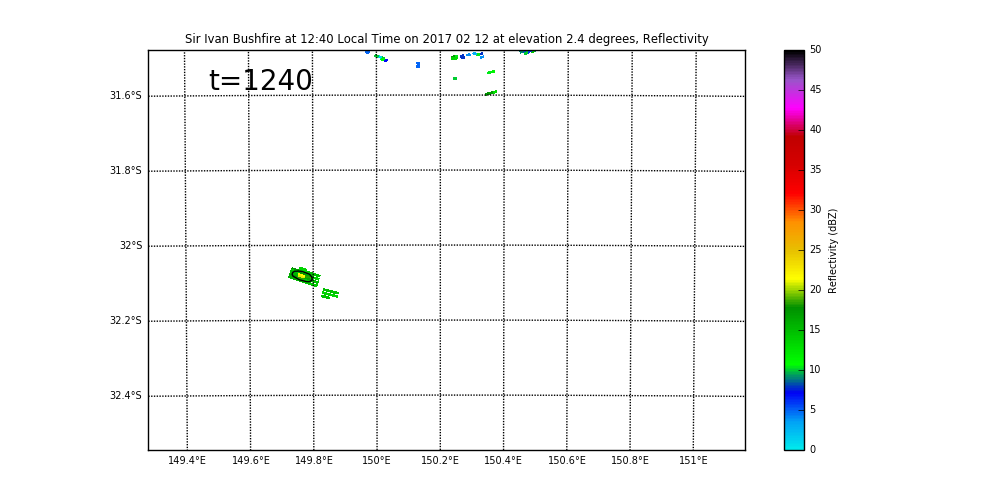 Sir Ivan Bushfire at 12:40 Local Time on 2017 02 12 at elevation 2.4 degrees, Reflectivity
t=1240
31.6°S
31.8°S
32°S
32.2°S
32.4°S
149.4°E 149.6°E 149.8°E 150°E 150.2°E 150.4°E 150.6°E 150.8°E 151°E
50
45
40
35
30
25
20
15
10
5
0
Reflectivity (dBZ)